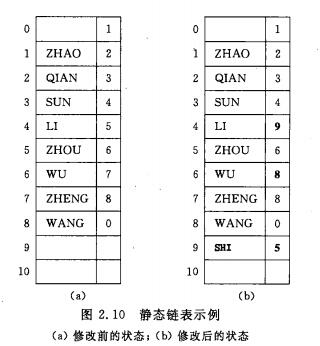 0 1 0 1
1 ZHAO 2 1 ZHAO 2
2 QIAN 3 2 QIAN 3
3 SUN 4 3 SUN 4
4 LI 5 4 LI 9
5 ZHOU 6 5 ZHOU 6
6 WU 7 6 WU 8
7 ZHENG 8 7 ZHENG 8
8 WANG 0 8 WANG 0
9 9 SHI 5
10 10
(a) (b)
图 2.10 静态链表示例
(a) 修改前的状态; (b) 修改后的状态